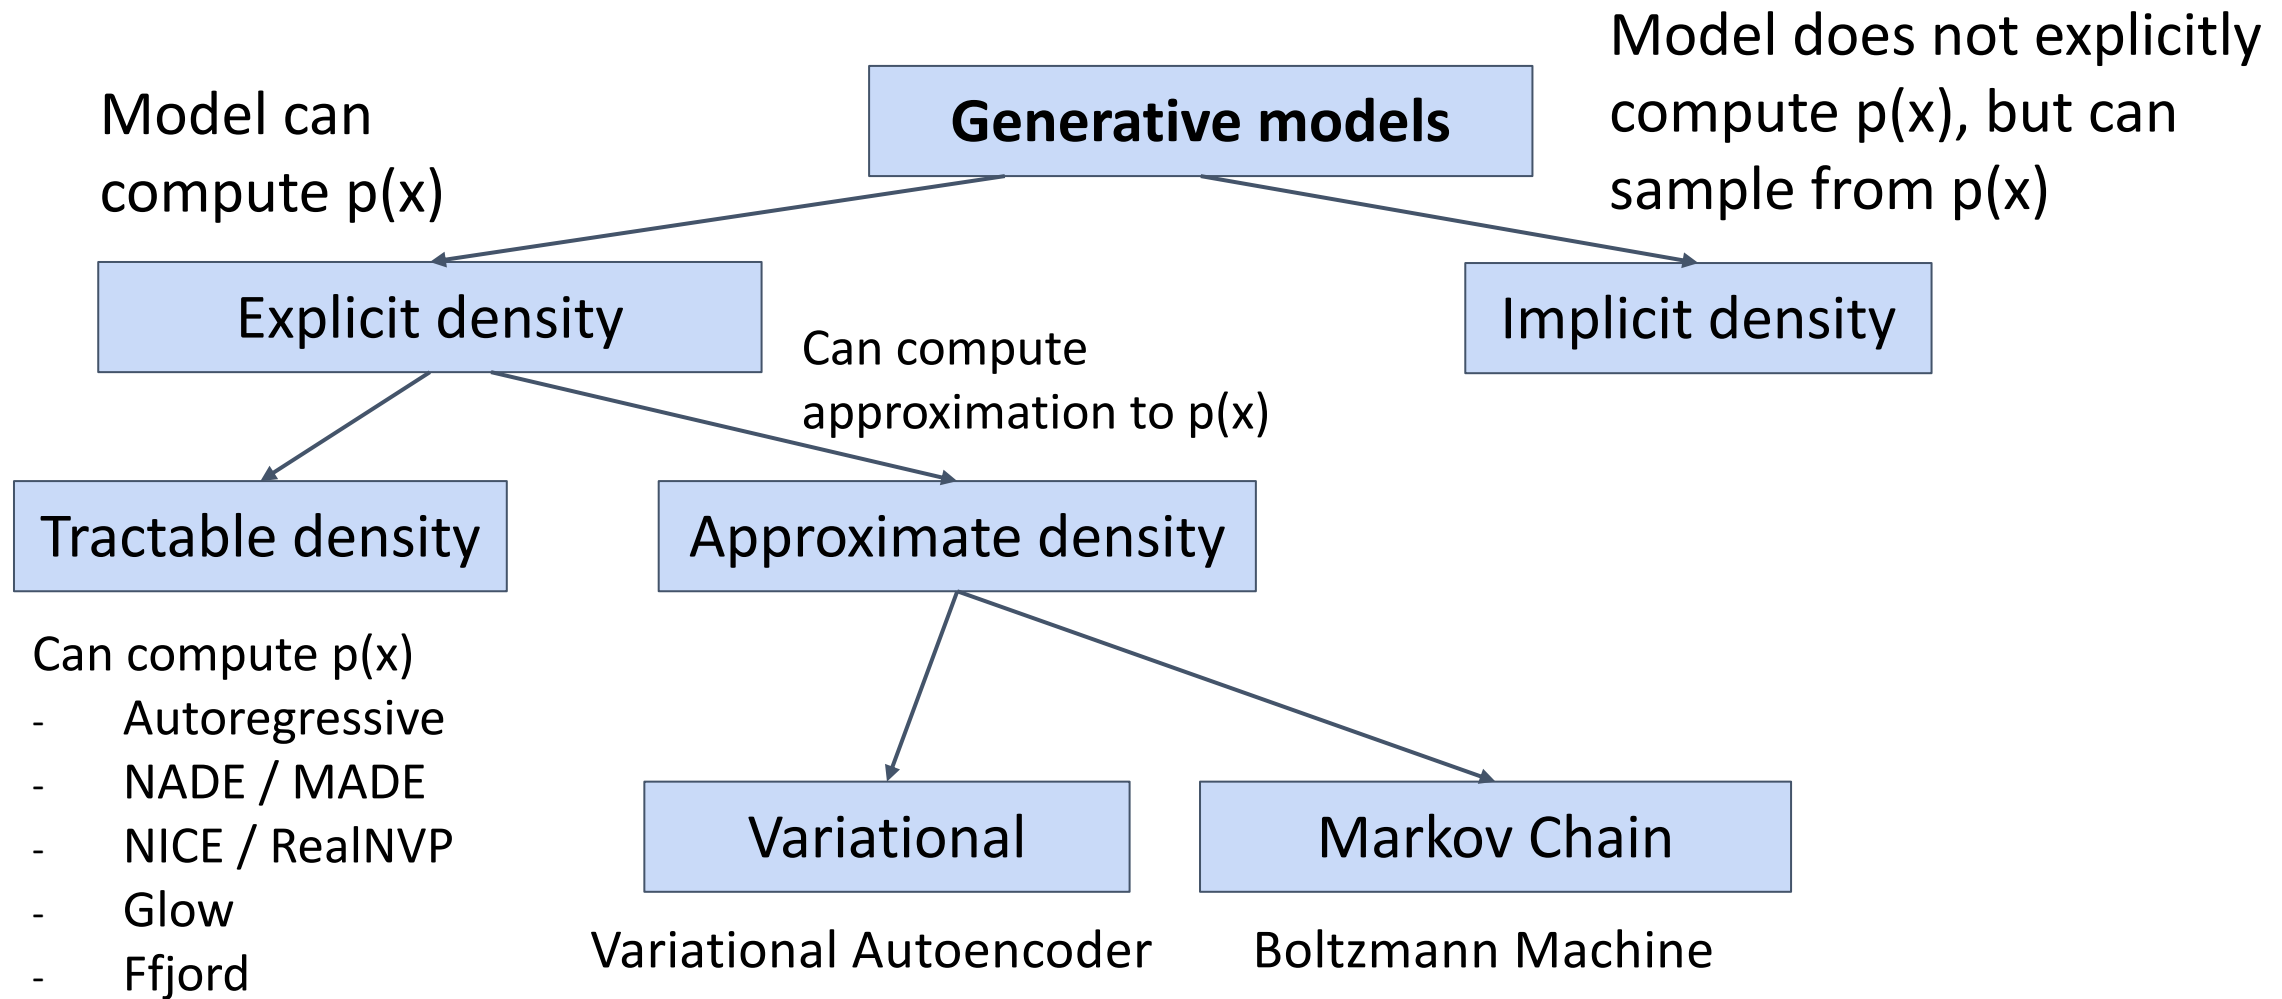 Model does not explicitly
compute p(x), but can
sample from p(x)
Generative models
Model can
compute p(x)
Explicit density
Implicit density
Can compute
approximation to p(x)
Tractable density
Approximate density
Can compute p(x)
- Autoregressive
- NADE / MADE
- NICE / RealNVP
- Glow
- Ffjord
Variational
Markov Chain
Variational Autoencoder
Boltzmann Machine